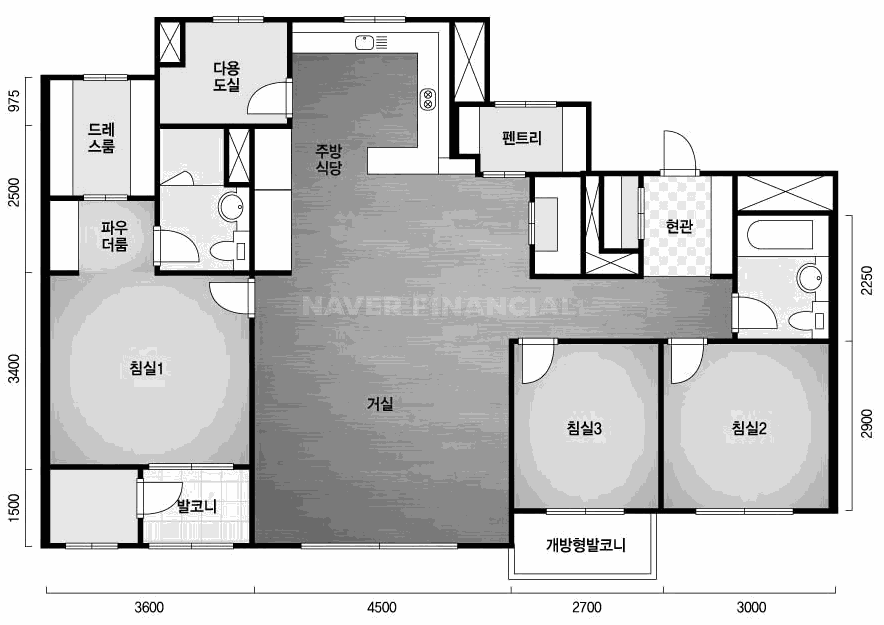 다용
도실
975
드레
스룸
주방
식당
펜트리
2500
파우
더룸
현관
2250
NAVER FINANCIAL
3400
침실1
거실
침실3
침실2
2900
1500
발코니
개방형발코니
3600
4500
2700
3000